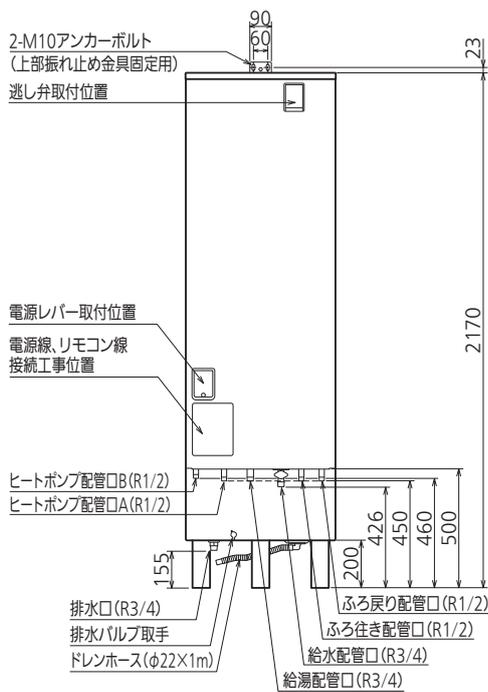 90
60
23
2-M10アンカーボルト
(上部振れ止め金具固定用)
逃し弁取付位置
2170
電源レバー取付位置
電源線、リモコン線
接続工事位置
ヒートポンプ配管口B(R1/2)
ヒートポンプ配管口A(R1/2)
155
200
426
450
460
500
排水口(R3/4)
排水バルブ取手
ドレンホース(φ22×1m)
ふろ戻り配管口(R1/2)
ふろ往き配管口(R1/2)
給水配管口(R3/4)
給湯配管口(R3/4)